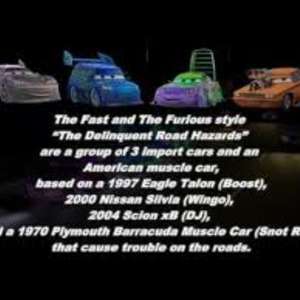 The Fast and The Furious style
"The Delinquent Road Hazards"
are a group of 3 import cars and an
American muscle car,
based on a 1997 Eagle Talon (Boost),
2000 Nissan Silvia (Wingo),
2004 Scion xB (DJ),
a 1970 Plymouth Barracuda Muscle Car (Snot R
that cause trouble on the roads.